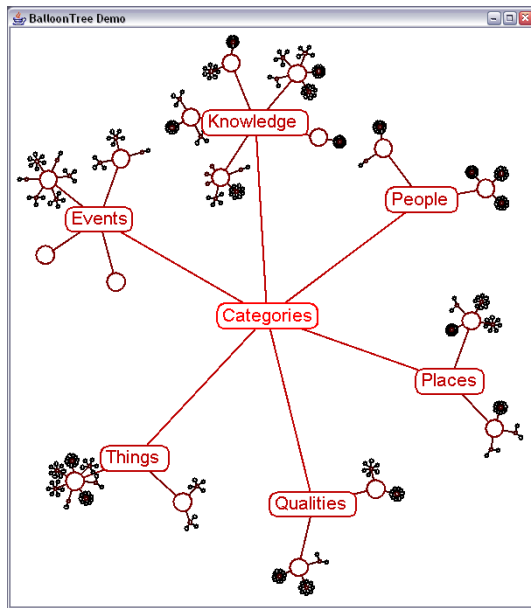 BalloonTree Demo
Knowledge
People
Events
Categories
Places
Things
Qualities